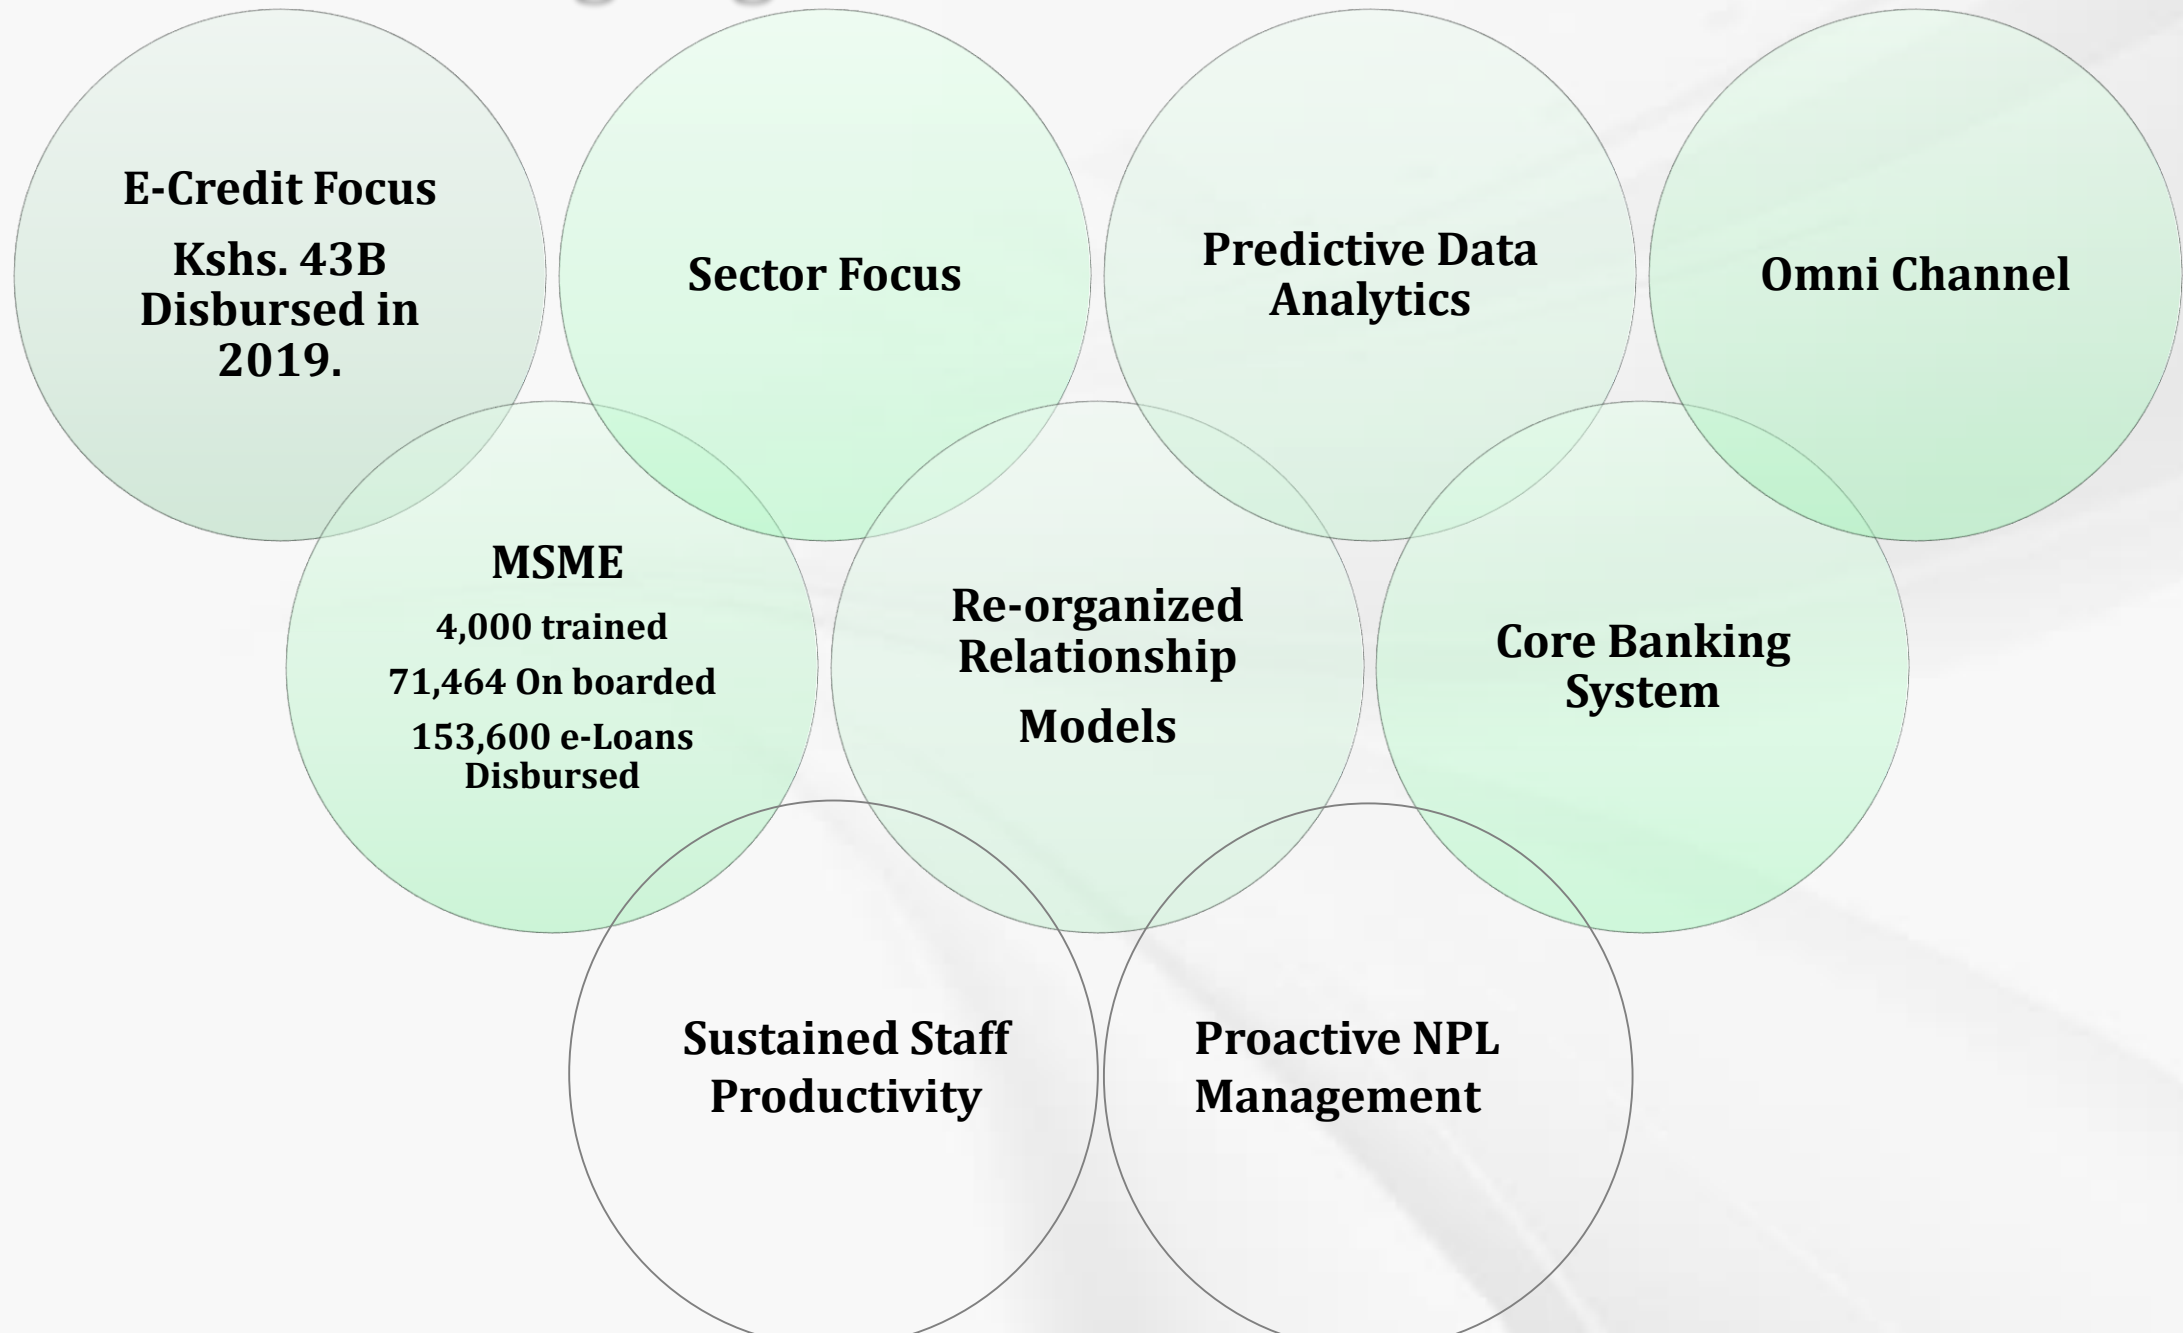 E-Credit Focus
Kshs. 43B
Disbursed in
2019.
Sector Focus
Predictive Data
Analytics
Omni Channel
MSME
4,000 trained
71,464 On boarded
153,600 e-Loans
Disbursed
Re-organized
Relationship
Models
Core Banking
System
Sustained Staff
Productivity
Proactive NPL
Management